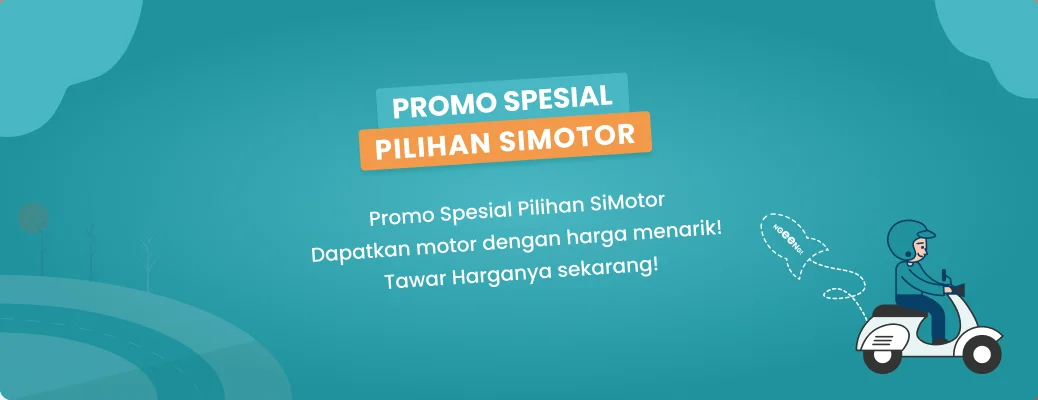 PROMO SPESIAL
PILIHAN SIMOTOR
Promo Spesial Pilihan SiMotor
Dapatkan motor dengan harga menarik!
Tawar Harganya sekarang!